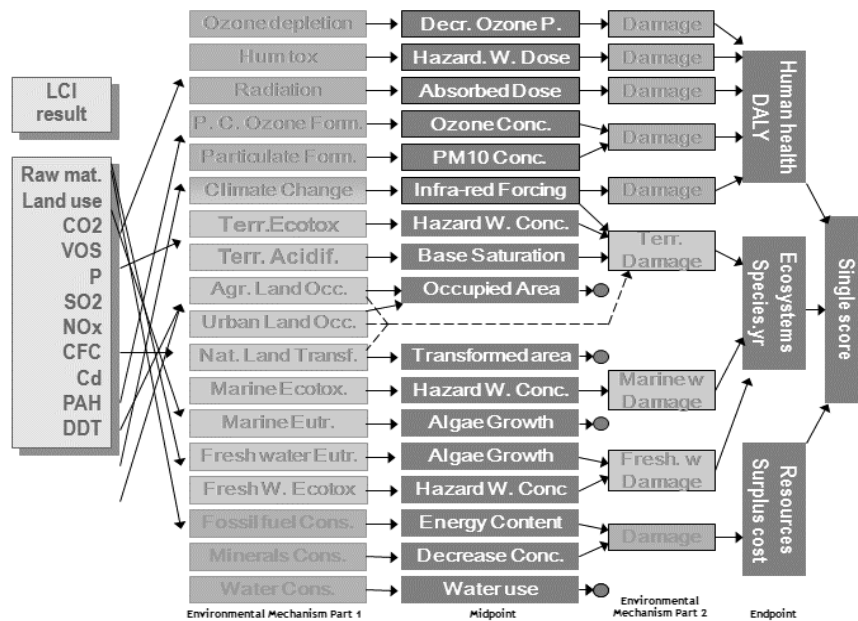 LCI
result
Raw mat.
Land use
CO2
VOS
P
SO2
NOx
CFC
Cd
PAH
DDT
Ozone depletion
Hum tox
Radiation
P. C. Ozone Form.
Particulate Form.
Climate Change
Terr.Ecotox
Terr. Acidif.
Agr. Land Occ.
Urban Land Occ.
Nat. Land Transf.
Marine Ecotox.
Marine Eutr.
Fresh water Eutr.
Fresh W. Ecotox
Fossil fuel Cons.
Minerals Cons.
Water Cons.
Environmental Mechanism Part 1
Decr. Ozone P.
Hazard. W. Dose
Absorbed Dose
Ozone Conc.
PM10 Conc.
Infra-red Forcing
Hazard W. Conc.
Base Saturation
Occupied Area
Transformed area
Hazard W. Conc.
Algae Growth
Algae Growth
Hazard W. Conc
Energy Content
Decrease Conc.
Water use
Midpoint
Damage
Damage
Damage
Damage
Damage
Terr.
Damage
Marine w
Damage
Fresh. w
Damage
Damage
Environmental
Mechanism Part 2
Human health
DALY
Ecosystems
Species.yr
Resources
Surplus cost
Endpoint
Single score